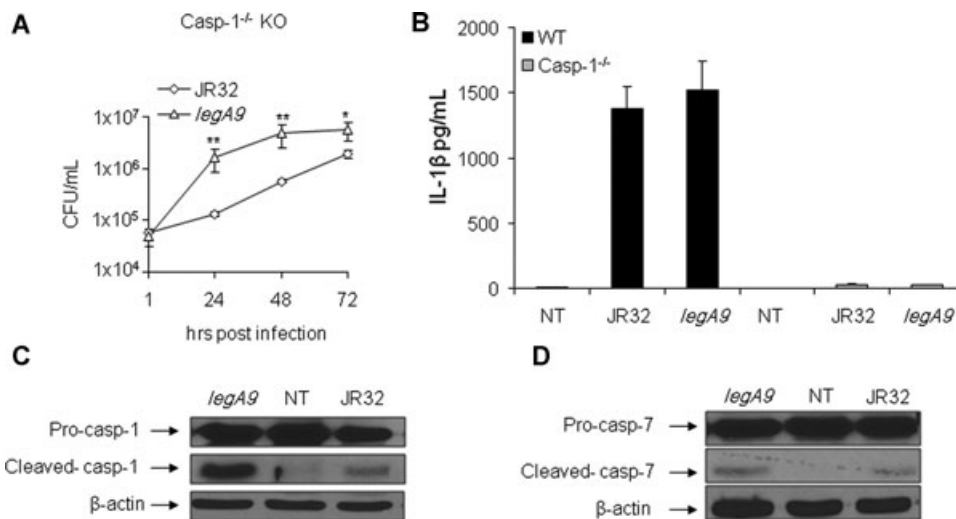 A
Casp-1⁻/⁻ KO
JR32
legA9
1x10⁷
1x10⁶
1x10⁵
1x10⁴
CFU/mL
** ** *
1 24 48 72
hrs post infection
B
WT
Casp-1⁻/⁻
2000
1500
1000
500
0
IL-1β pg/mL
NT JR32 legA9 NT JR32 legA9
C
legA9 NT JR32
Pro-casp-1
Cleaved- casp-1
β-actin
D
legA9 NT JR32
Pro-casp-7
Cleaved- casp-7
β-actin